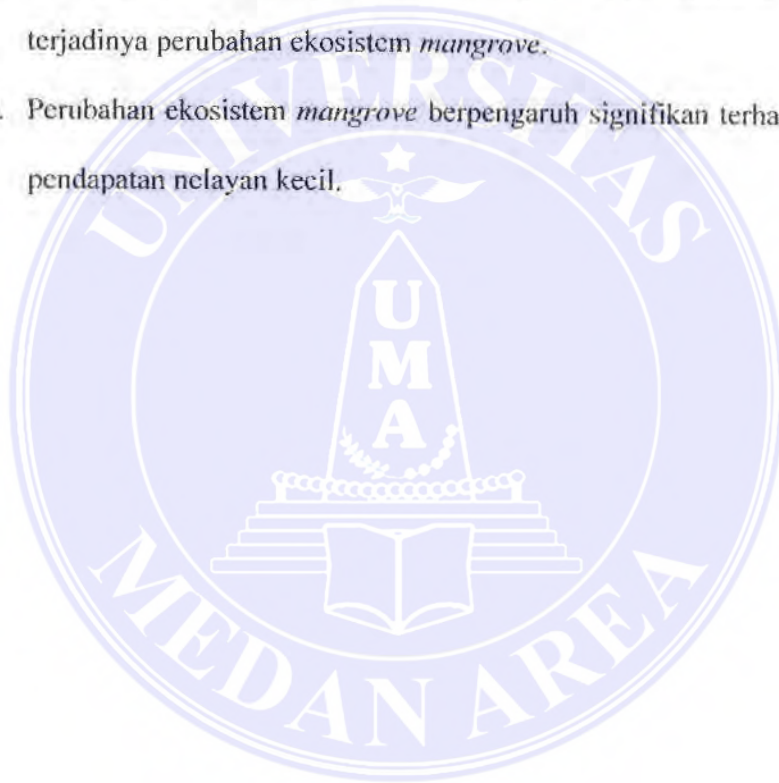 terjadinya perubahan ekosistem mangrove.
. Perubahan ekosistem mangrove berpengaruh signifikan terha
pendapatan nelayan kecil.
UNIVERSITAS
UMA
MEDAN AREA